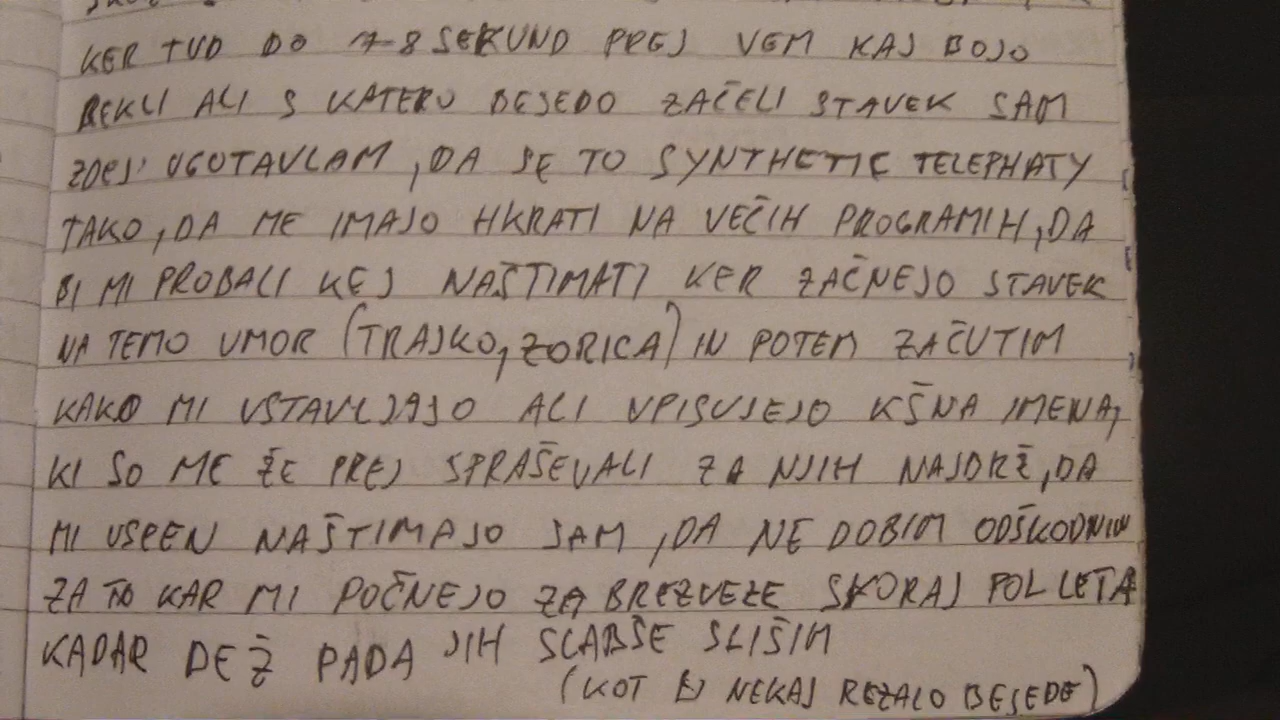 KER TUD DO 7-8 SEKUND PREJ VEM KAJ BOJO
REKLI ALI S KATERO BESEDO ZAČELI STAVEK SAM
ZDEJ UGOTAVLAM, DA SE TO SYNTHETIC TELEPHATY
TAKO, DA ME IMAJO HKRATI NA VEČIH PROGRAMIH, DA
BI MI PROBALI KEJ NAŠTIMATI KER ZAČNEJO STAVEK
NA TEMO UMOR (TRAJKO, ZORICA) IN POTEM ZAČUTIM
KAKO MI VSTAVLJAJO ALI VPISUJEJO KŠNA IMENA,
KI SO ME ŽE PREJ SPRAŠEVALI ZA NJIH NAJDRŽ, DA
MI USPEN NAŠTIMAJO SAM, DA NE DOBIM ODŠKODNIN
ZA TO KAR MI POČNEJO ZA BREZVEZE SKORAJ POL LETA
KADAR DEŽ PADA JIH SLABŠE SLIŠIM
(KOT BI NEKAJ REZALO BESEDE)